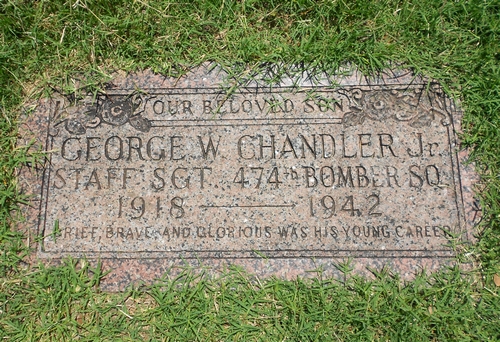 OUR BELOVED SON
GEORGE W. CHANDLER Jr.
STAFF SGT. 474th BOMBER SQ.
1918 — 1942
BRIEF, BRAVE AND GLORIOUS WAS HIS YOUNG CAREER